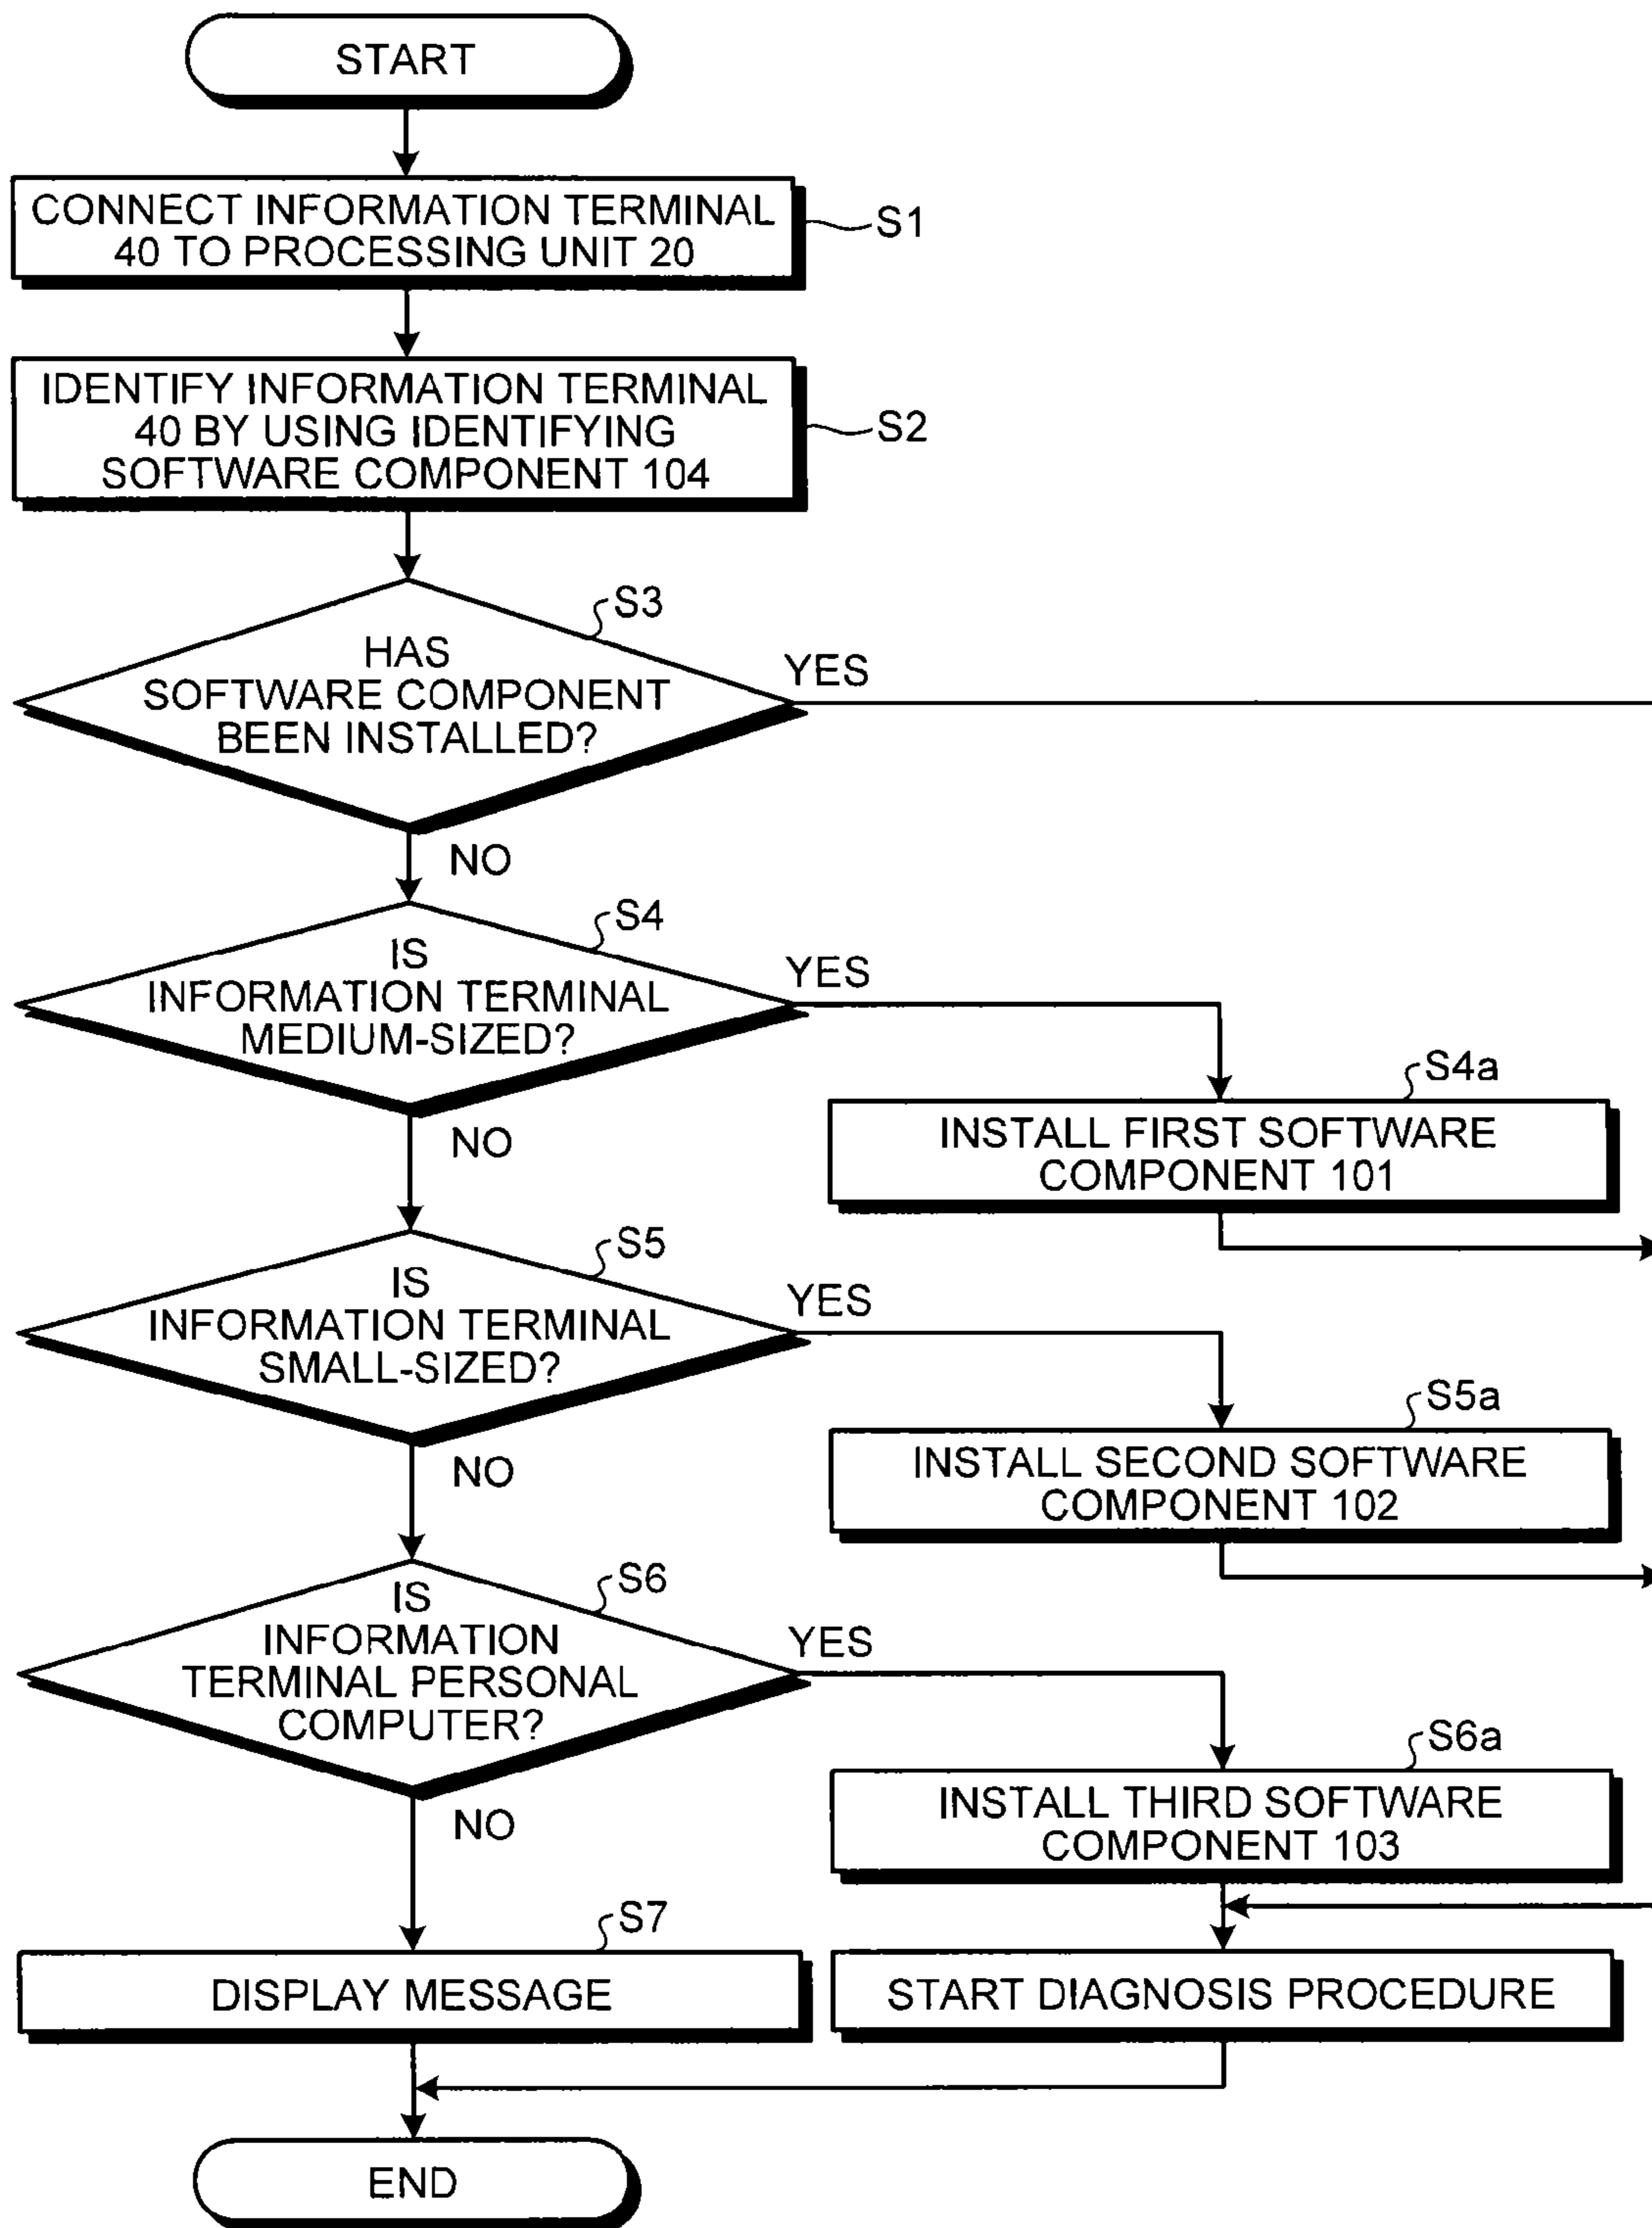 START
CONNECT INFORMATION TERMINAL
40 TO PROCESSING UNIT 20
S1
IDENTIFY INFORMATION TERMINAL
40 BY USING IDENTIFYING
SOFTWARE COMPONENT 104
S2
S3
HAS
SOFTWARE COMPONENT
BEEN INSTALLED?
YES
NO
S4
IS
INFORMATION TERMINAL
MEDIUM-SIZED?
YES
NO
S4a
INSTALL FIRST SOFTWARE
COMPONENT 101
S5
IS
INFORMATION TERMINAL
SMALL-SIZED?
YES
NO
S5a
INSTALL SECOND SOFTWARE
COMPONENT 102
S6
IS
INFORMATION
TERMINAL PERSONAL
COMPUTER?
YES
NO
S6a
INSTALL THIRD SOFTWARE
COMPONENT 103
S7
DISPLAY MESSAGE
START DIAGNOSIS PROCEDURE
END